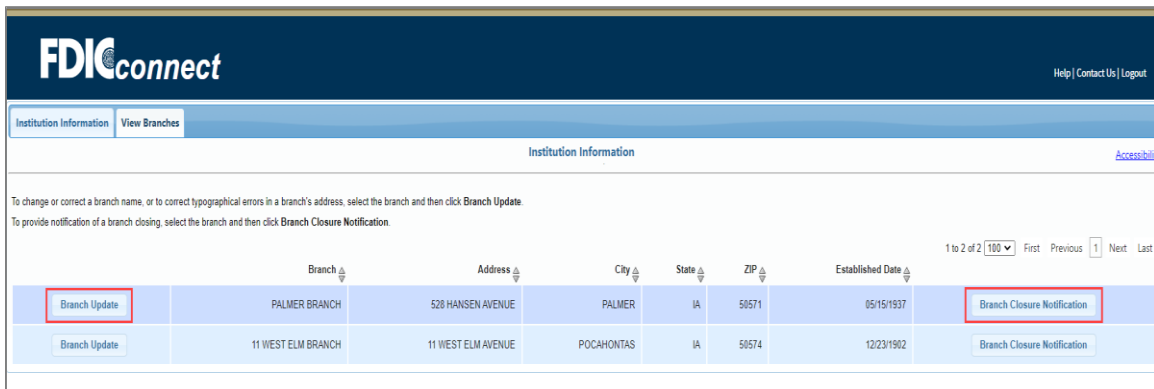 FDIC connect
Help | Contact Us | Logout
Institution Information View Branches
Institution Information
To change or correct a branch name, or to correct typographical errors in a branch's address, select the branch and then click Branch Update.
To provide notification of a branch closing, select the branch and then click Branch Closure Notification.
1 to 2 of 2 100 First Previous 1 Next Last
Branch Address City State ZIP Established Date
Branch Update PALMER BRANCH 528 HANSEN AVENUE PALMER IA 50571 05/15/1937 Branch Closure Notification
Branch Update 11 WEST ELM BRANCH 11 WEST ELM AVENUE POCAHONTAS IA 50574 12/23/1902 Branch Closure Notification